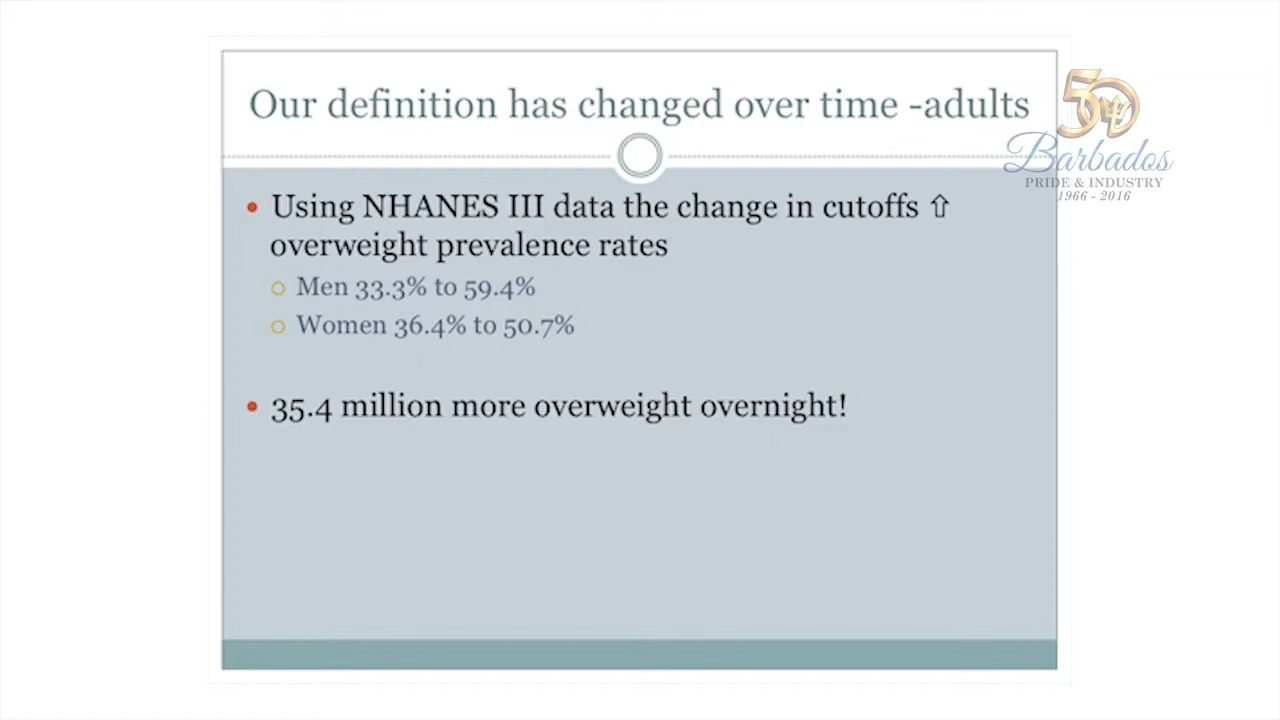 Our definition has changed over time -adults
50
Barbados
PRIDE & INDUSTRY
1966 - 2016
• Using NHANES III data the change in cutoffs ⇧
overweight prevalence rates
○ Men 33.3% to 59.4%
○ Women 36.4% to 50.7%
• 35.4 million more overweight overnight!